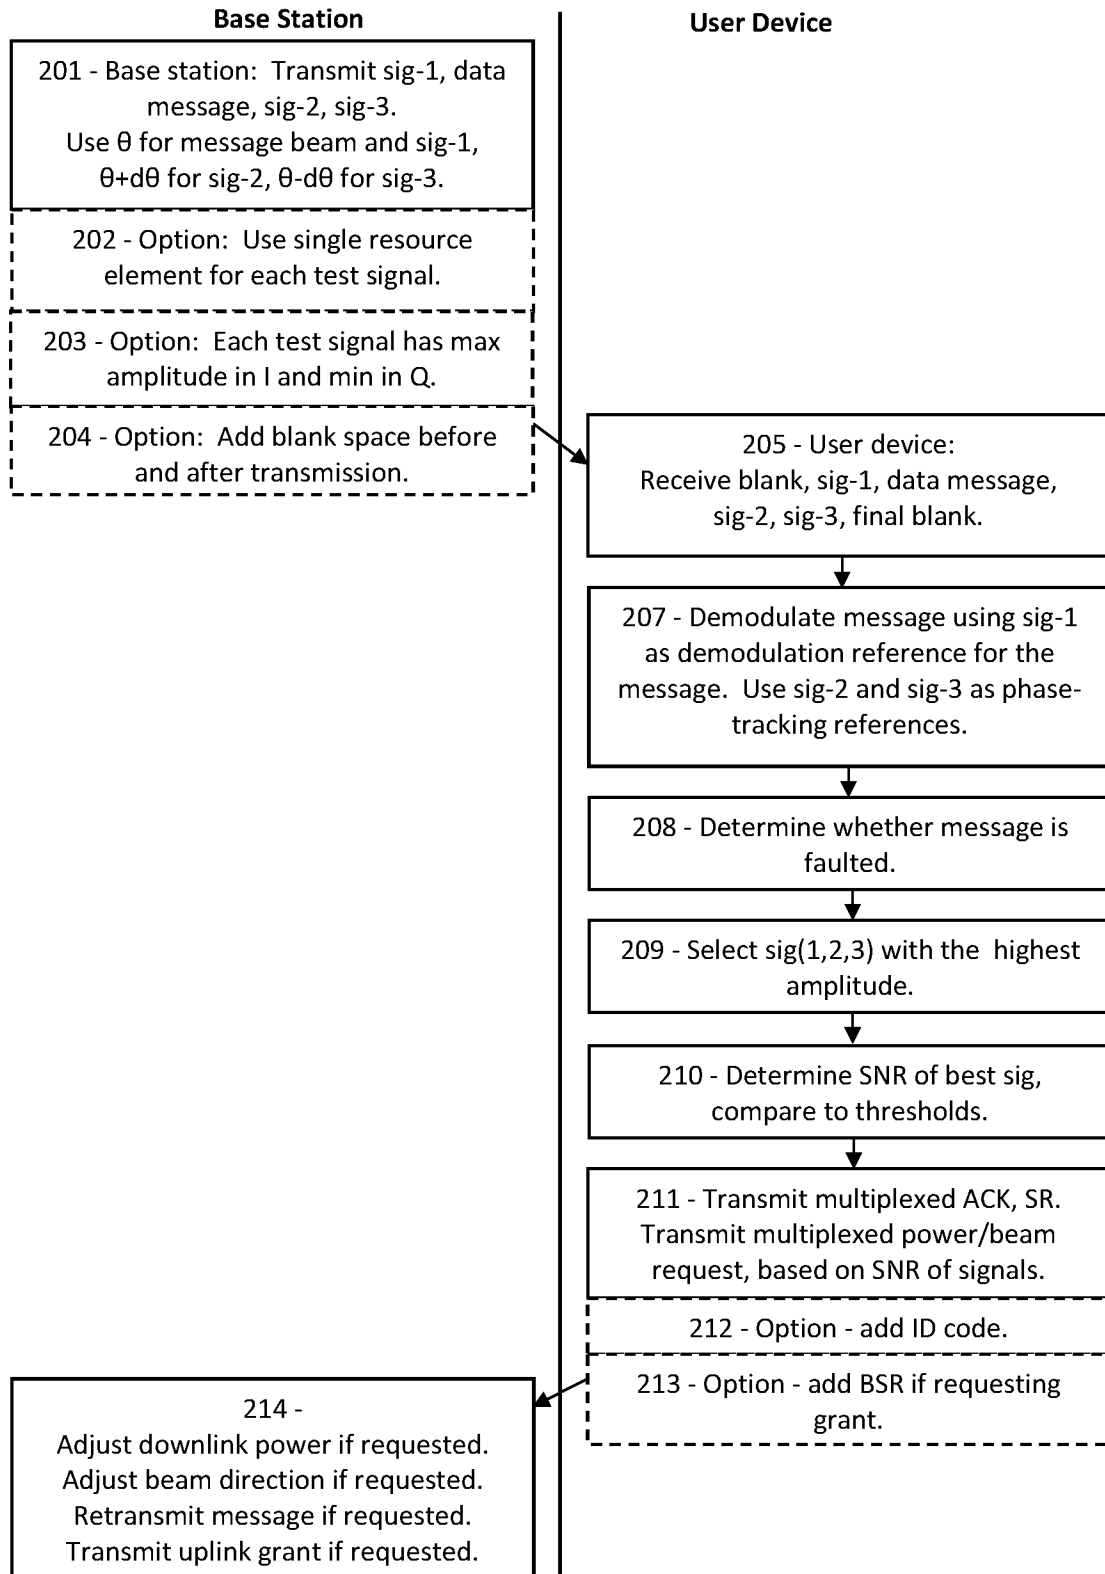 Base Station
User Device
201 - Base station:  Transmit sig-1, data
message, sig-2, sig-3.
Use θ for message beam and sig-1,
θ+dθ for sig-2, θ-dθ for sig-3.
202 - Option:  Use single resource
element for each test signal.
203 - Option:  Each test signal has max
amplitude in I and min in Q.
204 - Option:  Add blank space before
and after transmission.
205 - User device:
Receive blank, sig-1, data message,
sig-2, sig-3, final blank.
207 - Demodulate message using sig-1
as demodulation reference for the
message.  Use sig-2 and sig-3 as phase-
tracking references.
208 - Determine whether message is
faulted.
209 - Select sig(1,2,3) with the  highest
amplitude.
210 - Determine SNR of best sig,
compare to thresholds.
211 - Transmit multiplexed ACK, SR.
Transmit multiplexed power/beam
request, based on SNR of signals.
212 - Option - add ID code.
213 - Option - add BSR if requesting
grant.
214 -
Adjust downlink power if requested.
Adjust beam direction if requested.
Retransmit message if requested.
Transmit uplink grant if requested.